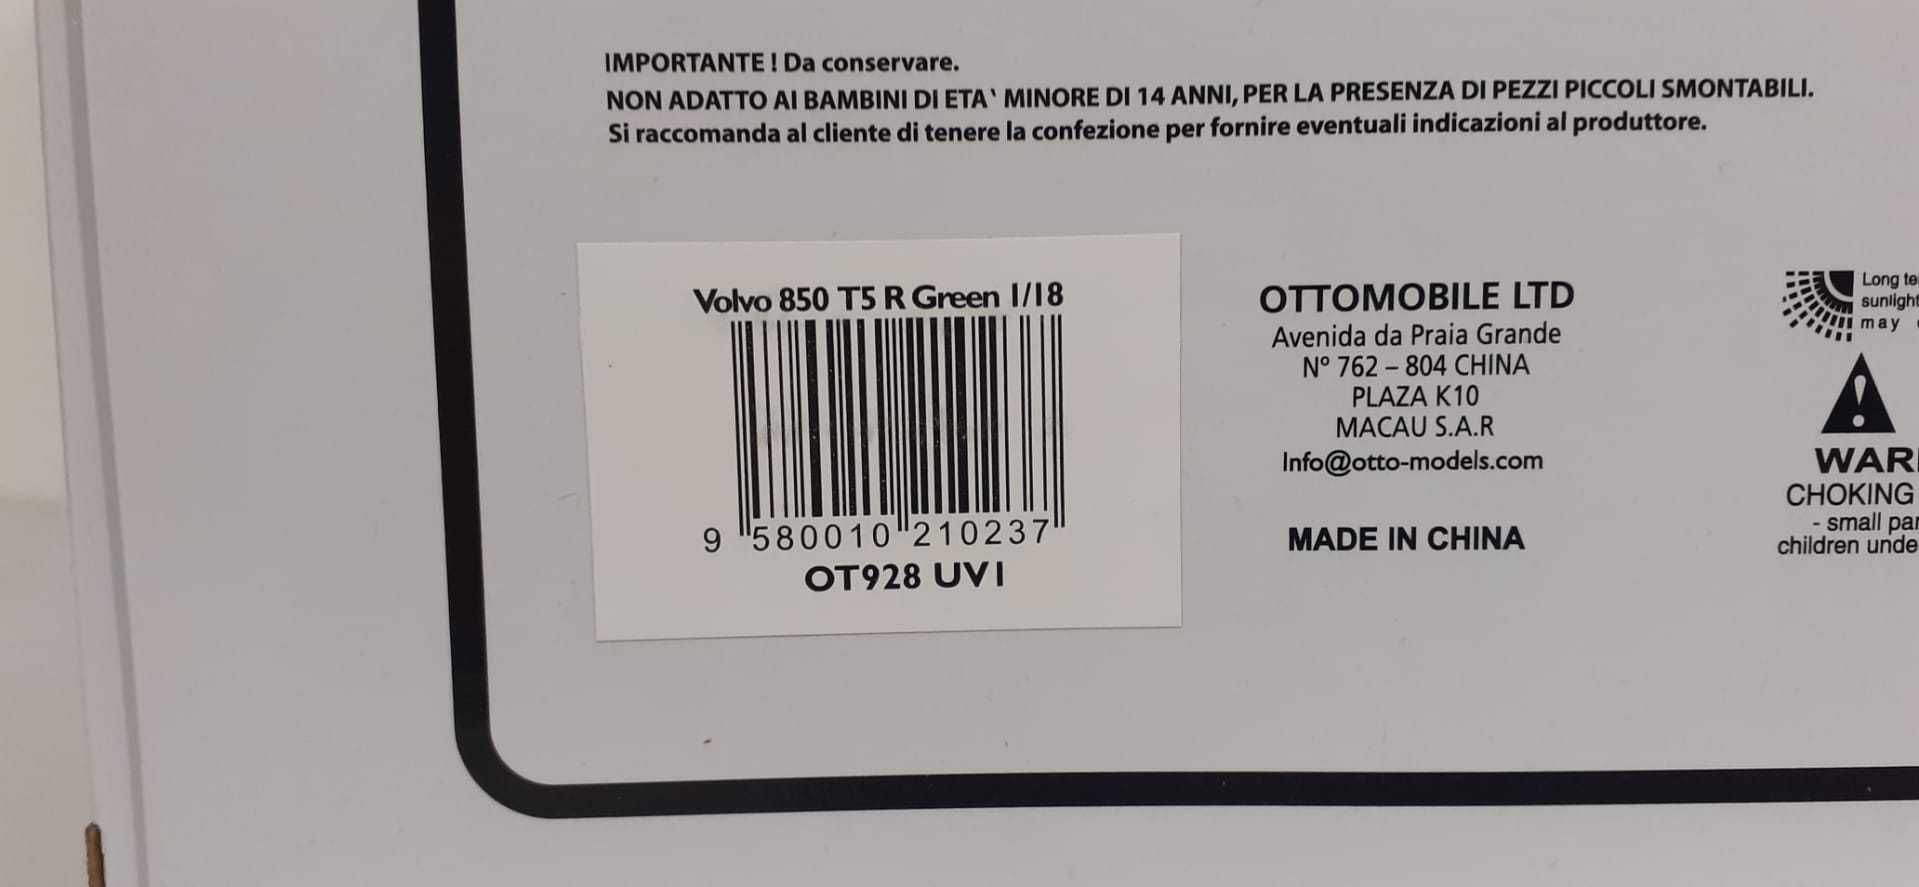 IMPORTANTE ! Da conservare.
NON ADATTO AI BAMBINI DI ETA` MINORE DI 14 ANNI, PER LA PRESENZA DI PEZZI PICCOLI SMONTABILI.
Si raccomanda al cliente di tenere la confezione per fornire eventuali indicazioni al produttore.
Volvo 850 T5 R Green 1/18
9 580010 210237
OT928 UV1
OTTOMOBILE LTD
Avenida da Praia Grande
Nº 762 – 804 CHINA
PLAZA K10
MACAU S.A.R
Info@otto-models.com
MADE IN CHINA
Long
sunlight
may
CHOKING
- small
children